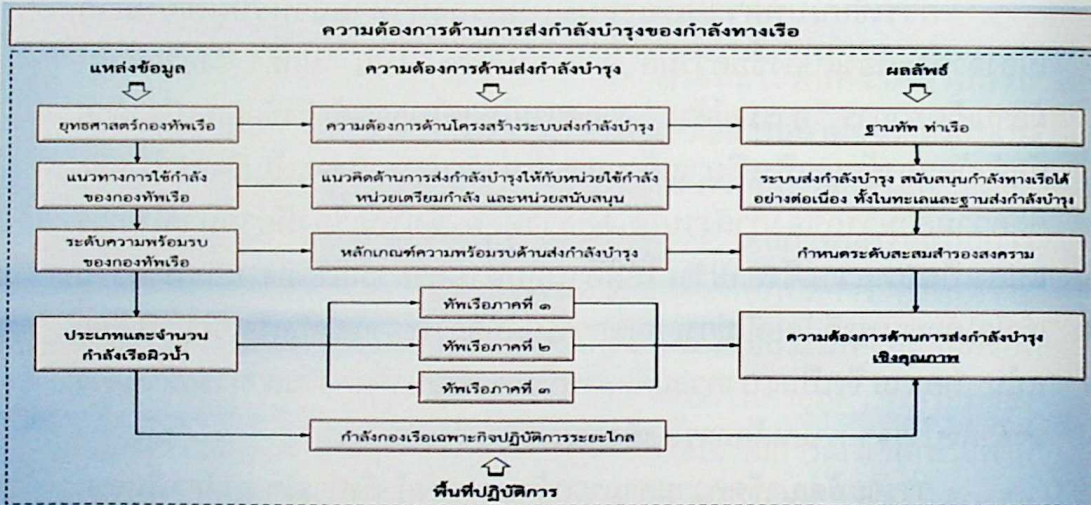 ความต้องการด้านการส่งกำลังบำรุงของกำลังทางเรือ
แหล่งข้อมูล
ความต้องการด้านส่งกำลังบำรุง
ผลลัพธ์
ยุทธศาสตร์กองทัพเรือ
ความต้องการด้านโครงสร้างระบบส่งกำลังบำรุง
ฐานทัพ ท่าเรือ
แนวทางการใช้กำลัง
ของกองทัพเรือ
แนวคิดด้านการส่งกำลังบำรุงให้กับหน่วยใช้กำลัง
หน่วยเตรียมกำลัง และหน่วยสนับสนุน
ระบบส่งกำลังบำรุง สนับสนุนกำลังทางเรือได้
อย่างต่อเนื่อง ทั้งในทะเลและฐานส่งกำลังบำรุง
ระดับความพร้อมรบ
ของกองทัพเรือ
หลักเกณฑ์ความพร้อมรบด้านส่งกำลังบำรุง
กำหนดระดับสะสมสำรองสงคราม
ประเภทและจำนวน
กำลังเรือผิวน้ำ
ทัพเรือภาคที่ ๑
ทัพเรือภาคที่ ๒
ทัพเรือภาคที่ ๓
ความต้องการด้านการส่งกำลังบำรุง
เชิงคุณภาพ
กำลังกองเรือเฉพาะกิจปฏิบัติการระยะไกล
พื้นที่ปฏิบัติการ